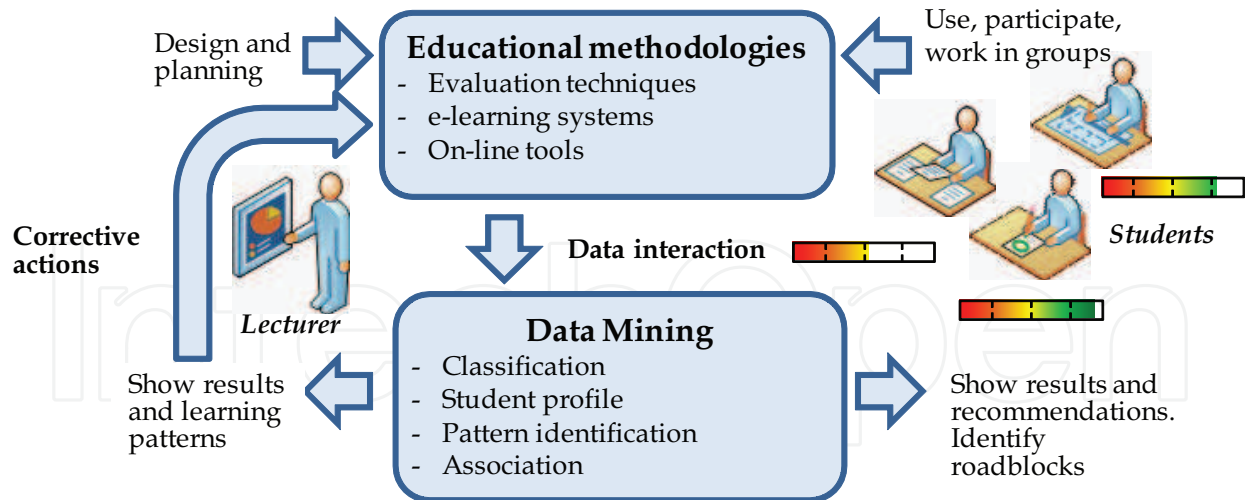 Design and
planning
Educational methodologies
- Evaluation techniques
- e-learning systems
- On-line tools
Use, participate,
work in groups
Students
Corrective
actions
Lecturer
Data interaction
Data Mining
- Classification
- Student profile
- Pattern identification
- Association
Show results
and learning
patterns
Show results and
recommendations.
Identify
roadblocks
IntechOpen